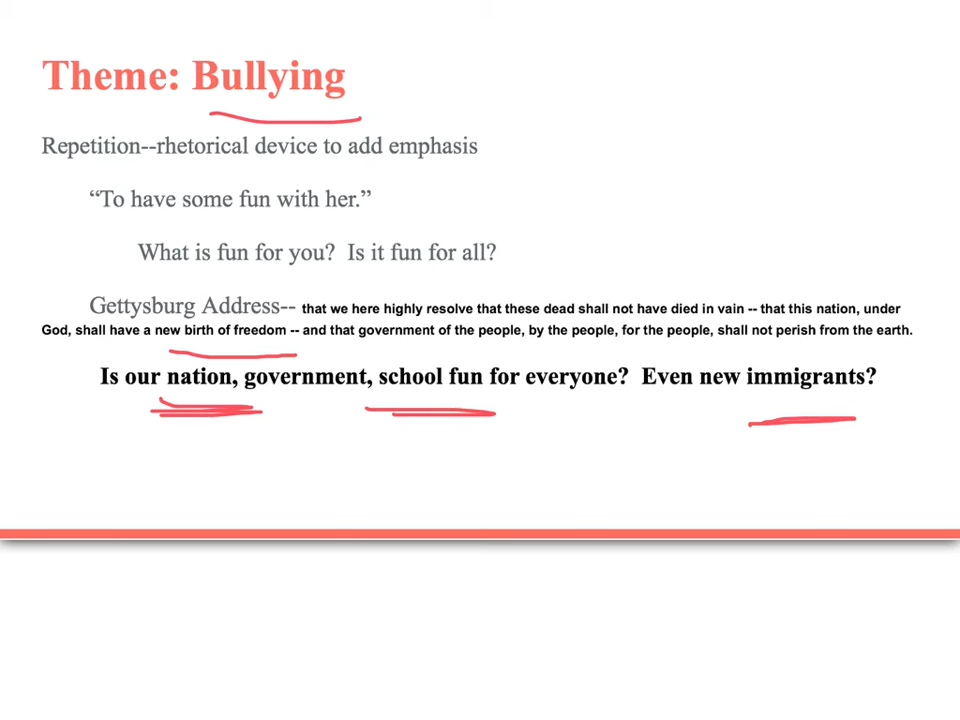 Theme: Bullying
Repetition--rhetorical device to add emphasis
“To have some fun with her.”
What is fun for you?  Is it fun for all?
Gettysburg Address-- that we here highly resolve that these dead shall not have died in vain -- that this nation, under
God, shall have a new birth of freedom -- and that government of the people, by the people, for the people, shall not perish from the earth.
Is our nation, government, school fun for everyone?  Even new immigrants?